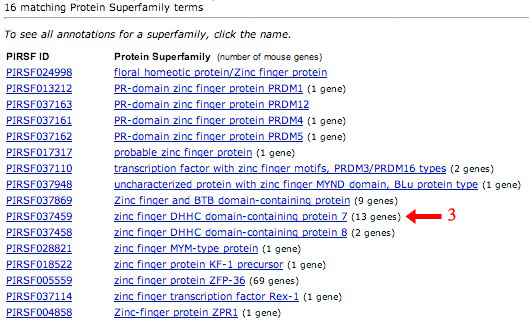 16 matching Protein Superfamily terms
To see all annotations for a superfamily, click the name.
PIRSF ID Protein Superfamily (number of mouse genes)
PIRSF024998 floral homeotic protein/Zinc finger protein
PIRSF013212 PR-domain zinc finger protein PRDM1 (1 gene)
PIRSF037163 PR-domain zinc finger protein PRDM12
PIRSF037161 PR-domain zinc finger protein PRDM4 (1 gene)
PIRSF037162 PR-domain zinc finger protein PRDM5 (1 gene)
PIRSF017317 probable zinc finger protein (1 gene)
PIRSF037110 transcription factor with zinc finger motifs, PRDM3/PRDM16 types (2 genes)
PIRSF037948 uncharacterized protein with zinc finger MYND domain, BLu protein type (1 gene)
PIRSF037869 Zinc finger and BTB domain-containing protein (9 genes)
PIRSF037459 zinc finger DHHC domain-containing protein 7 (13 genes) 3
PIRSF037458 zinc finger DHHC domain-containing protein 8 (2 genes)
PIRSF028821 zinc finger MYM-type protein (1 gene)
PIRSF018522 zinc finger protein KF-1 precursor (1 gene)
PIRSF005559 zinc finger protein ZFP-36 (69 genes)
PIRSF037114 zinc finger transcription factor Rex-1 (1 gene)
PIRSF004858 Zinc-finger protein ZPR1 (1 gene)